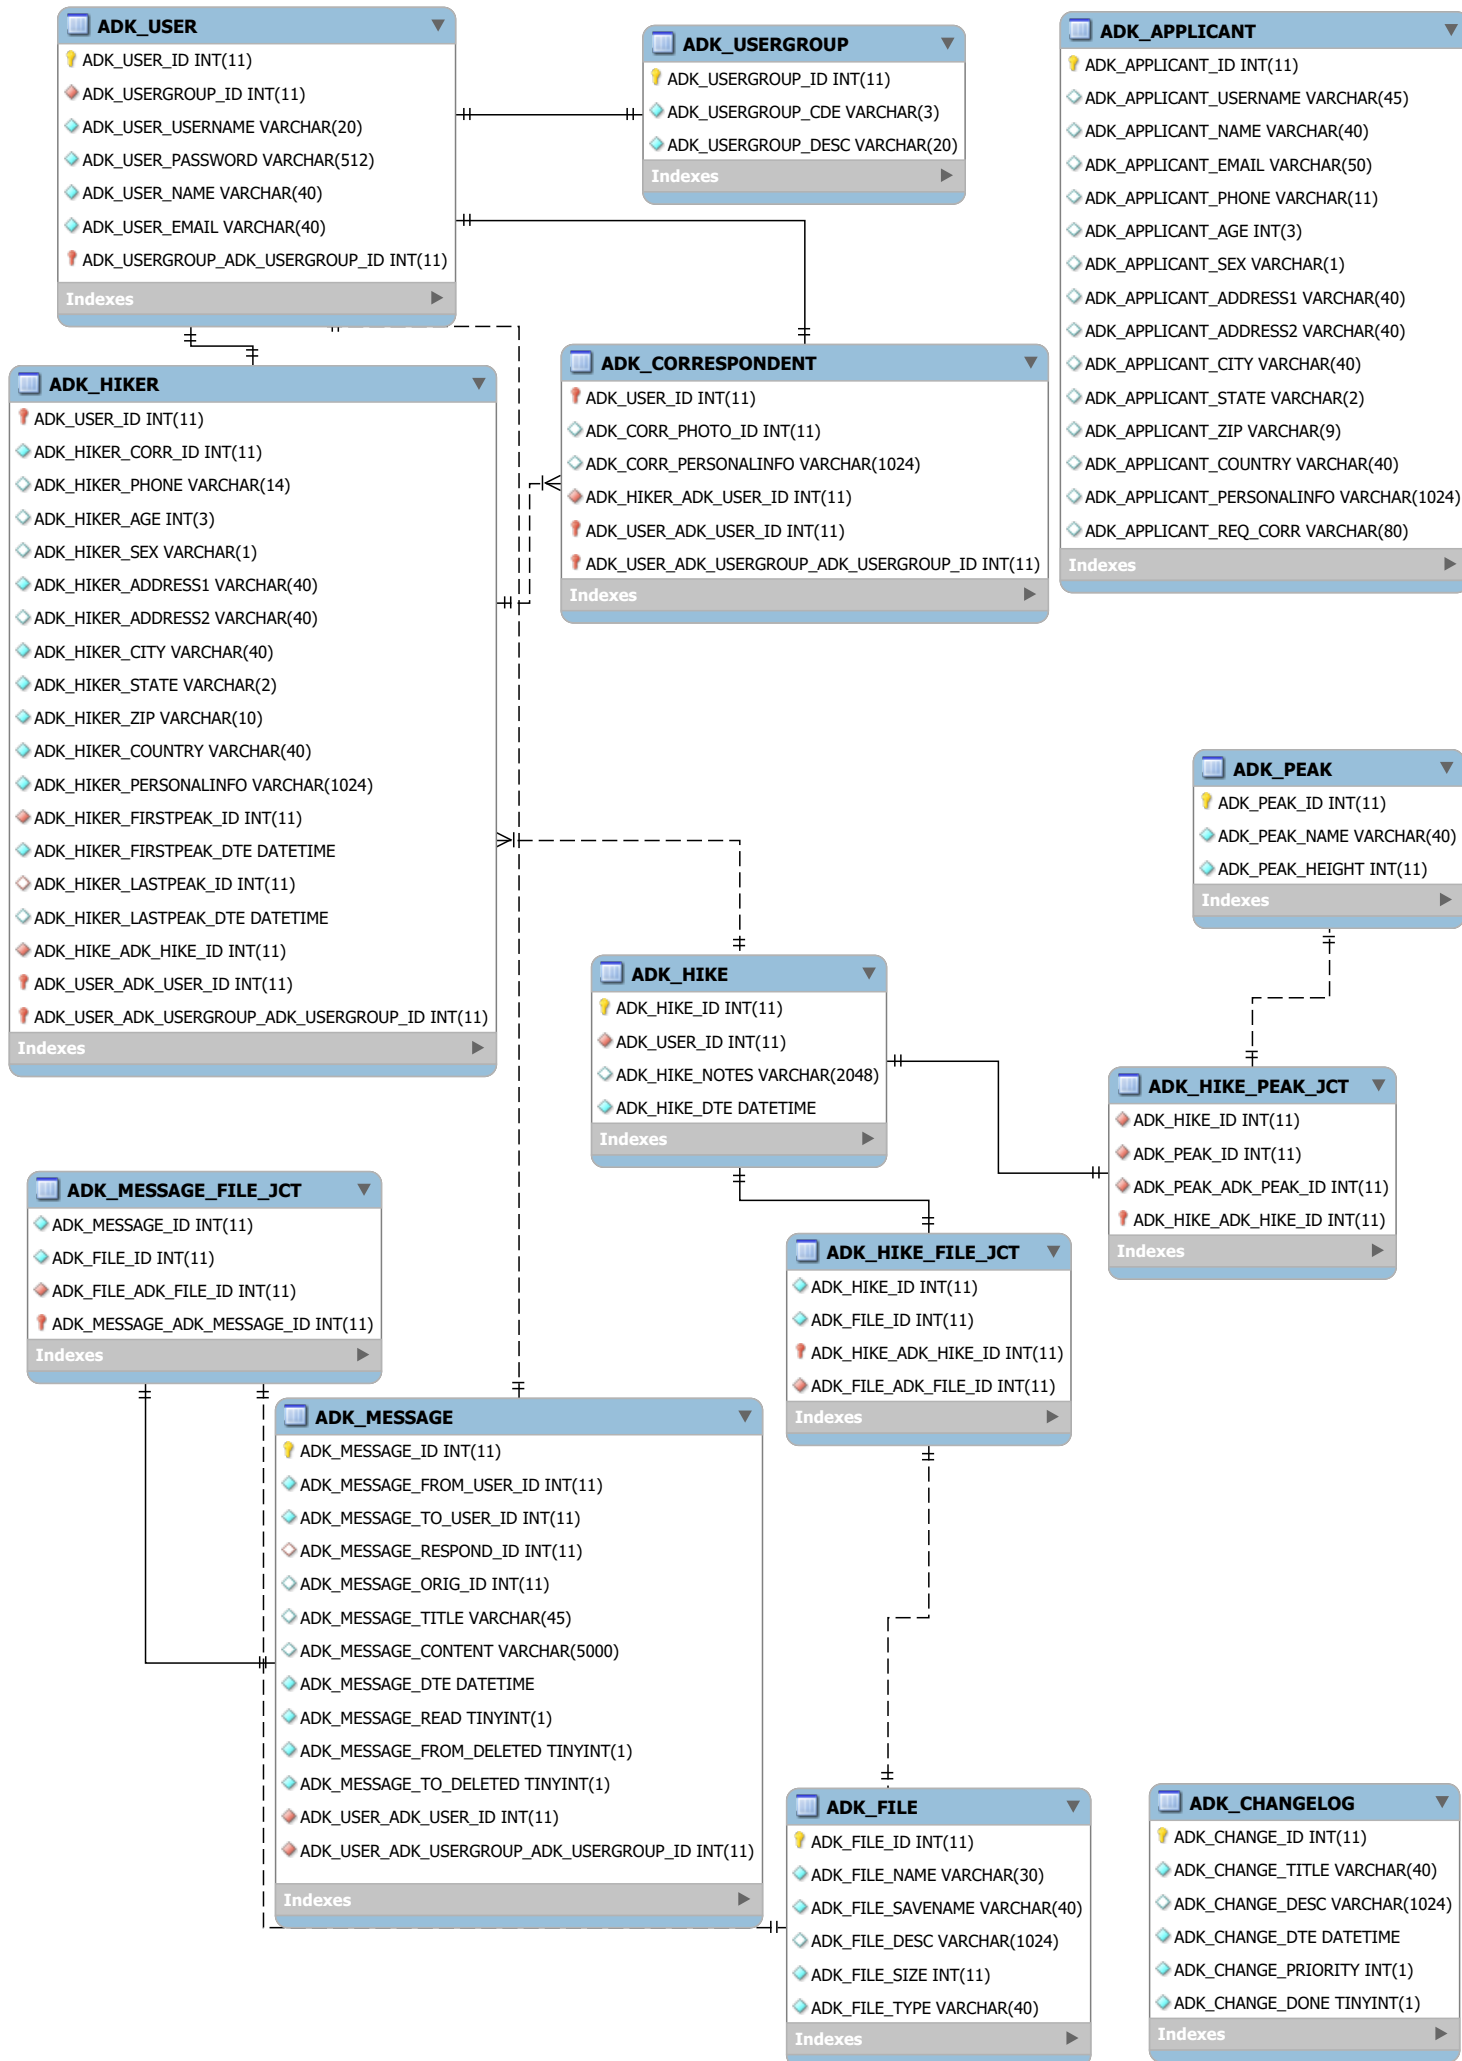 ADK_USER
ADK_USER_ID INT(11)
ADK_USERGROUP_ID INT(11)
ADK_USER_USERNAME VARCHAR(20)
ADK_USER_PASSWORD VARCHAR(512)
ADK_USER_NAME VARCHAR(40)
ADK_USER_EMAIL VARCHAR(40)
ADK_USERGROUP_ADK_USERGROUP_ID INT(11)
Indexes
ADK_USERGROUP
ADK_USERGROUP_ID INT(11)
ADK_USERGROUP_CDE VARCHAR(3)
ADK_USERGROUP_DESC VARCHAR(20)
Indexes
ADK_APPLICANT
ADK_APPLICANT_ID INT(11)
ADK_APPLICANT_USERNAME VARCHAR(45)
ADK_APPLICANT_NAME VARCHAR(40)
ADK_APPLICANT_EMAIL VARCHAR(50)
ADK_APPLICANT_PHONE VARCHAR(11)
ADK_APPLICANT_AGE INT(3)
ADK_APPLICANT_SEX VARCHAR(1)
ADK_APPLICANT_ADDRESS1 VARCHAR(40)
ADK_APPLICANT_ADDRESS2 VARCHAR(40)
ADK_APPLICANT_CITY VARCHAR(40)
ADK_APPLICANT_STATE VARCHAR(2)
ADK_APPLICANT_ZIP VARCHAR(9)
ADK_APPLICANT_COUNTRY VARCHAR(40)
ADK_APPLICANT_PERSONALINFO VARCHAR(1024)
ADK_APPLICANT_REQ_CORR VARCHAR(80)
Indexes
ADK_HIKER
ADK_USER_ID INT(11)
ADK_HIKER_CORR_ID INT(11)
ADK_HIKER_PHONE VARCHAR(14)
ADK_HIKER_AGE INT(3)
ADK_HIKER_SEX VARCHAR(1)
ADK_HIKER_ADDRESS1 VARCHAR(40)
ADK_HIKER_ADDRESS2 VARCHAR(40)
ADK_HIKER_CITY VARCHAR(40)
ADK_HIKER_STATE VARCHAR(2)
ADK_HIKER_ZIP VARCHAR(10)
ADK_HIKER_COUNTRY VARCHAR(40)
ADK_HIKER_PERSONALINFO VARCHAR(1024)
ADK_HIKER_FIRSTPEAK_ID INT(11)
ADK_HIKER_FIRSTPEAK_DTE DATETIME
ADK_HIKER_LASTPEAK_ID INT(11)
ADK_HIKER_LASTPEAK_DTE DATETIME
ADK_HIKE_ADK_HIKE_ID INT(11)
ADK_USER_ADK_USER_ID INT(11)
ADK_USER_ADK_USERGROUP_ADK_USERGROUP_ID INT(11)
Indexes
ADK_CORRESPONDENT
ADK_USER_ID INT(11)
ADK_CORR_PHOTO_ID INT(11)
ADK_CORR_PERSONALINFO VARCHAR(1024)
ADK_HIKER_ADK_USER_ID INT(11)
ADK_USER_ADK_USER_ID INT(11)
ADK_USER_ADK_USERGROUP_ADK_USERGROUP_ID INT(11)
Indexes
ADK_PEAK
ADK_PEAK_ID INT(11)
ADK_PEAK_NAME VARCHAR(40)
ADK_PEAK_HEIGHT INT(11)
Indexes
ADK_HIKE
ADK_HIKE_ID INT(11)
ADK_USER_ID INT(11)
ADK_HIKE_NOTES VARCHAR(2048)
ADK_HIKE_DTE DATETIME
Indexes
ADK_HIKE_PEAK_JCT
ADK_HIKE_ID INT(11)
ADK_PEAK_ID INT(11)
ADK_PEAK_ADK_PEAK_ID INT(11)
ADK_HIKE_ADK_HIKE_ID INT(11)
Indexes
ADK_MESSAGE_FILE_JCT
ADK_MESSAGE_ID INT(11)
ADK_FILE_ID INT(11)
ADK_FILE_ADK_FILE_ID INT(11)
ADK_MESSAGE_ADK_MESSAGE_ID INT(11)
Indexes
ADK_HIKE_FILE_JCT
ADK_HIKE_ID INT(11)
ADK_FILE_ID INT(11)
ADK_HIKE_ADK_HIKE_ID INT(11)
ADK_FILE_ADK_FILE_ID INT(11)
Indexes
ADK_MESSAGE
ADK_MESSAGE_ID INT(11)
ADK_MESSAGE_FROM_USER_ID INT(11)
ADK_MESSAGE_TO_USER_ID INT(11)
ADK_MESSAGE_RESPOND_ID INT(11)
ADK_MESSAGE_ORIG_ID INT(11)
ADK_MESSAGE_TITLE VARCHAR(45)
ADK_MESSAGE_CONTENT VARCHAR(5000)
ADK_MESSAGE_DTE DATETIME
ADK_MESSAGE_READ TINYINT(1)
ADK_MESSAGE_FROM_DELETED TINYINT(1)
ADK_MESSAGE_TO_DELETED TINYINT(1)
ADK_USER_ADK_USER_ID INT(11)
ADK_USER_ADK_USERGROUP_ADK_USERGROUP_ID INT(11)
Indexes
ADK_FILE
ADK_FILE_ID INT(11)
ADK_FILE_NAME VARCHAR(30)
ADK_FILE_SAVENAME VARCHAR(40)
ADK_FILE_DESC VARCHAR(1024)
ADK_FILE_SIZE INT(11)
ADK_FILE_TYPE VARCHAR(40)
Indexes
ADK_CHANGELOG
ADK_CHANGE_ID INT(11)
ADK_CHANGE_TITLE VARCHAR(40)
ADK_CHANGE_DESC VARCHAR(1024)
ADK_CHANGE_DTE DATETIME
ADK_CHANGE_PRIORITY INT(1)
ADK_CHANGE_DONE TINYINT(1)
Indexes